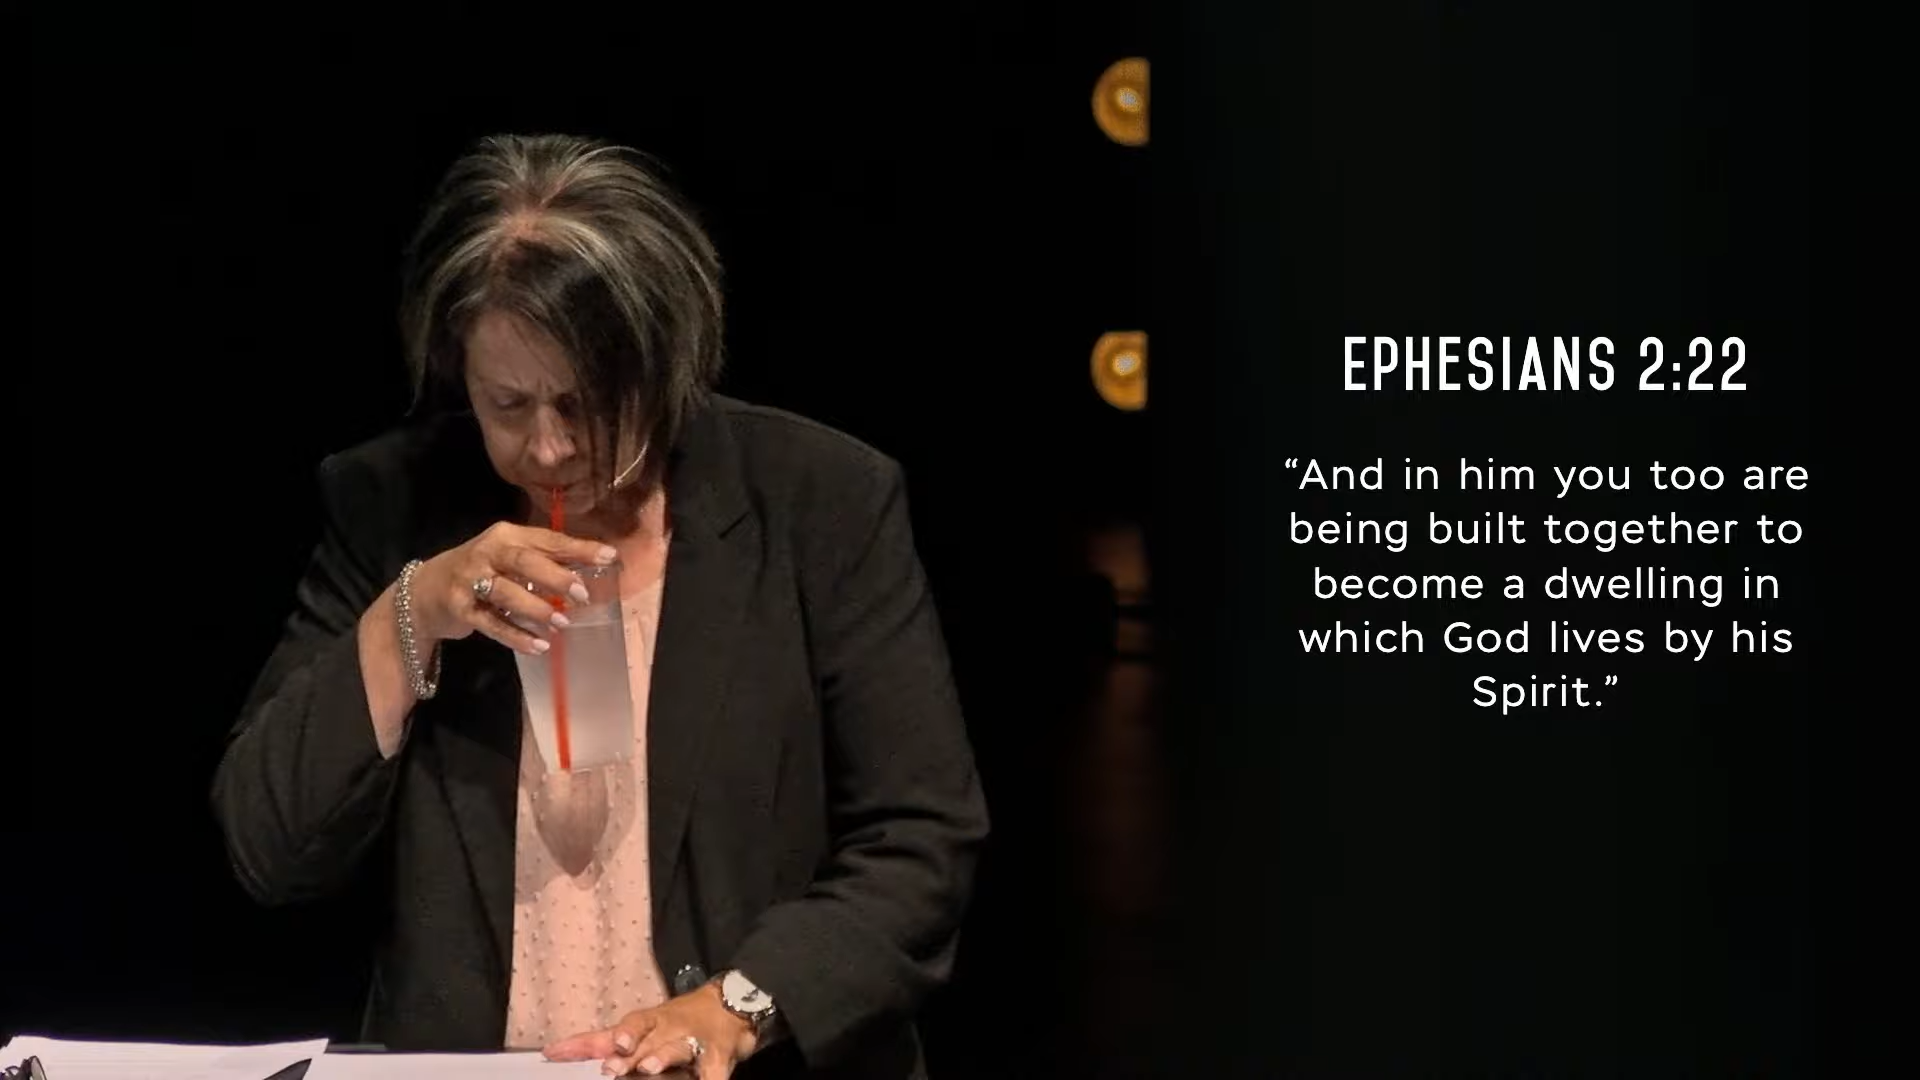 EPHESIANS 2:22
“And in him you too are
being built together to
become a dwelling in
which God lives by his
Spirit.”